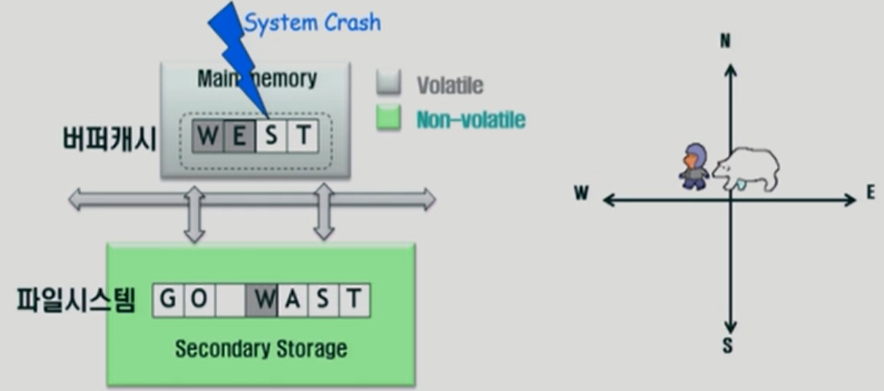 System Crash
Main memory
Volatile
Non-volatile
버퍼캐시
W E S T
파일시스템
G O W A S T
Secondary Storage
N
W
E
S